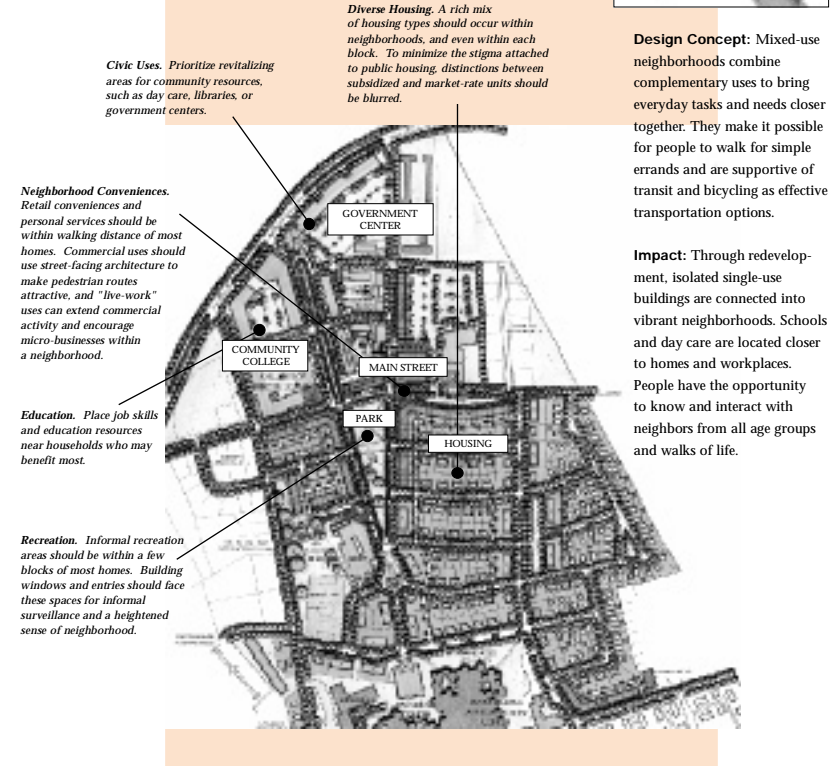 Diverse Housing. A rich mix
of housing types should occur within
neighborhoods, and even within each
block. To minimize the stigma attached
to public housing, distinctions between
subsidized and market-rate units should
be blurred.
Civic Uses. Prioritize revitalizing
areas for community resources,
such as day care, libraries, or
government centers.
Neighborhood Conveniences.
Retail conveniences and
personal services should be
within walking distance of most
homes. Commercial uses should
use street-facing architecture to
make pedestrian routes
attractive, and "live-work"
uses can extend commercial
activity and encourage
micro-businesses within
a neighborhood.
Education. Place job skills
and education resources
near households who may
benefit most.
Recreation. Informal recreation
areas should be within a few
blocks of most homes. Building
windows and entries should face
these spaces for informal
surveillance and a heightened
sense of neighborhood.
GOVERNMENT
CENTER
COMMUNITY
COLLEGE
MAIN STREET
PARK
HOUSING
Design Concept: Mixed-use
neighborhoods combine
complementary uses to bring
everyday tasks and needs closer
together. They make it possible
for people to walk for simple
errands and are supportive of
transit and bicycling as effective
transportation options.
Impact: Through redevelop-
ment, isolated single-use
buildings are connected into
vibrant neighborhoods. Schools
and day care are located closer
to homes and workplaces.
People have the opportunity
to know and interact with
neighbors from all age groups
and walks of life.